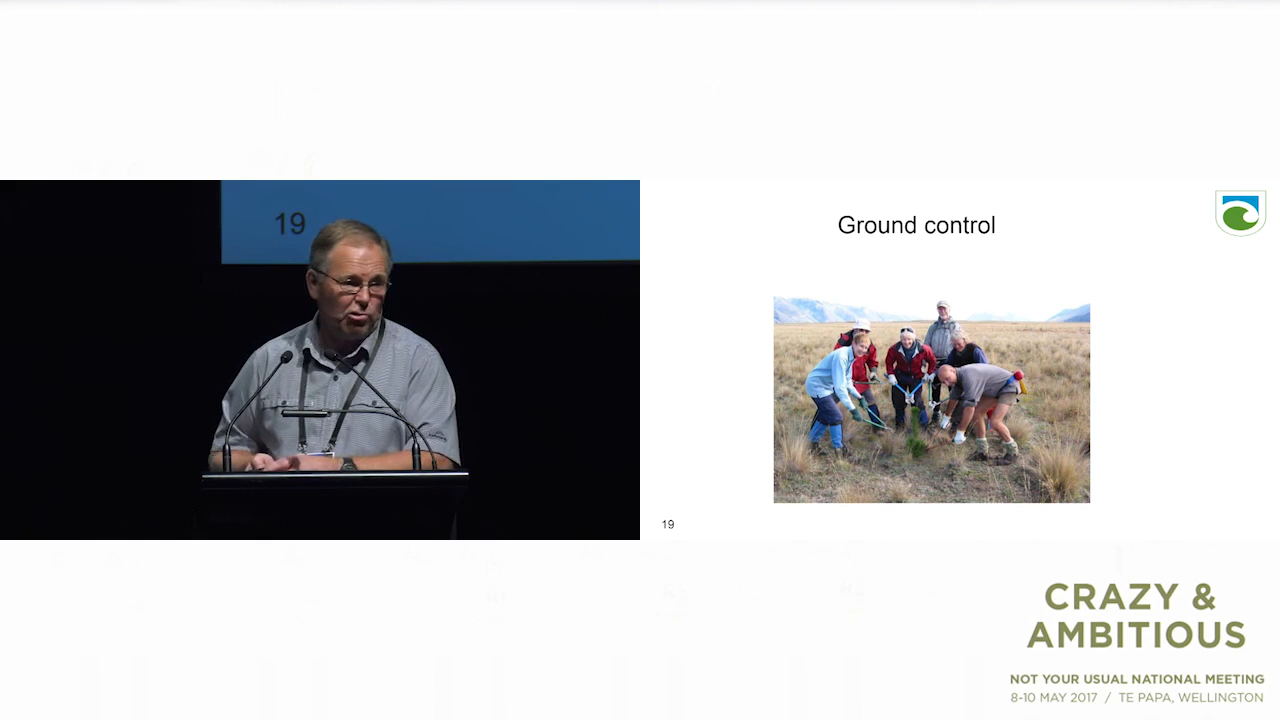 19
Ground control
19
CRAZY &
AMBITIOUS
NOT YOUR USUAL NATIONAL MEETING
8-10 MAY 2017 / TE PAPA, WELLINGTON